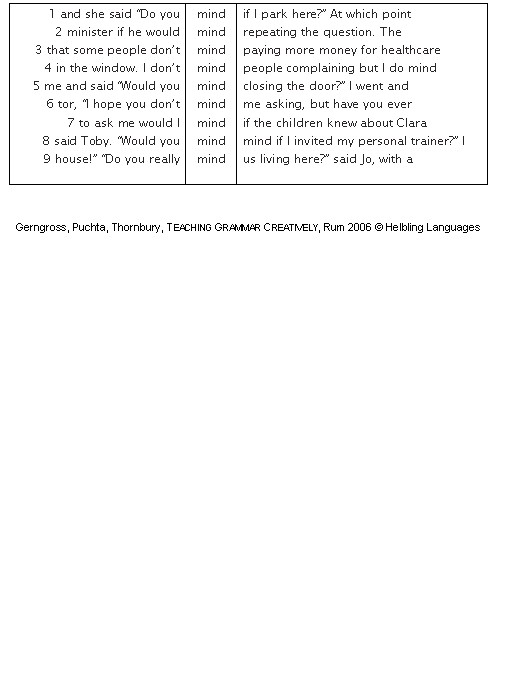 1 and she said “Do you mind if I park here?” At which point
2 minister if he would mind repeating the question. The
3 that some people don’t mind paying more money for healthcare
4 in the window. I don’t mind people complaining but I do mind
5 me and said “Would you mind closing the door?” I went and
6 tor, “I hope you don’t mind me asking, but have you ever
7 to ask me would I mind if the children knew about Clara
8 said Toby. “Would you mind mind if I invited my personal trainer?” I
9 house!” “Do you really mind us living here?” said Jo, with a
Gerngross, Puchta, Thornbury, TEACHING GRAMMAR CREATIVELY, Rum 2006 © Helbling Languages